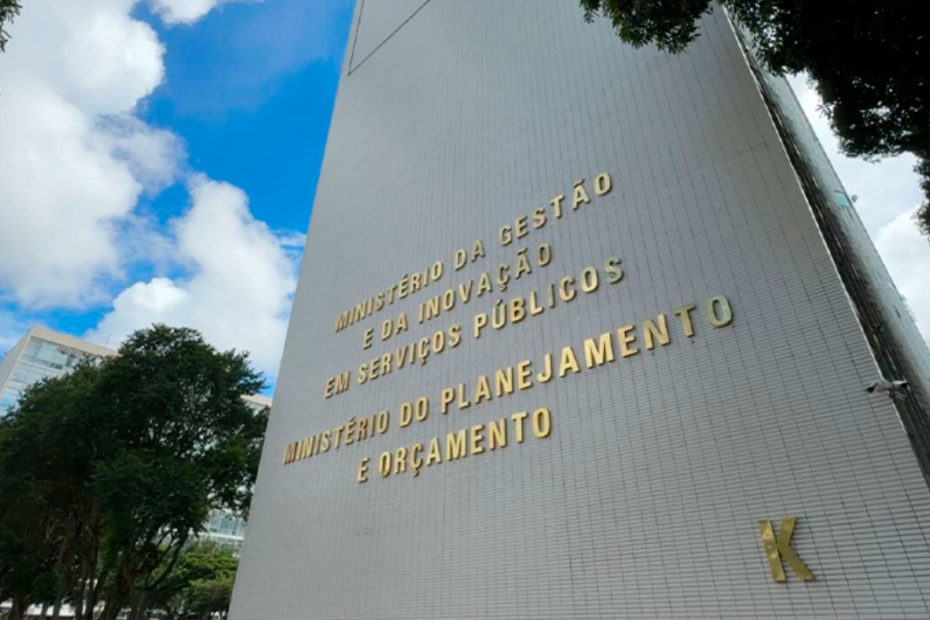 MINISTÉRIO DA GESTÃO
E DA INOVAÇÃO
EM SERVIÇOS PÚBLICOS
MINISTÉRIO DO PLANEJAMENTO
E ORÇAMENTO
K